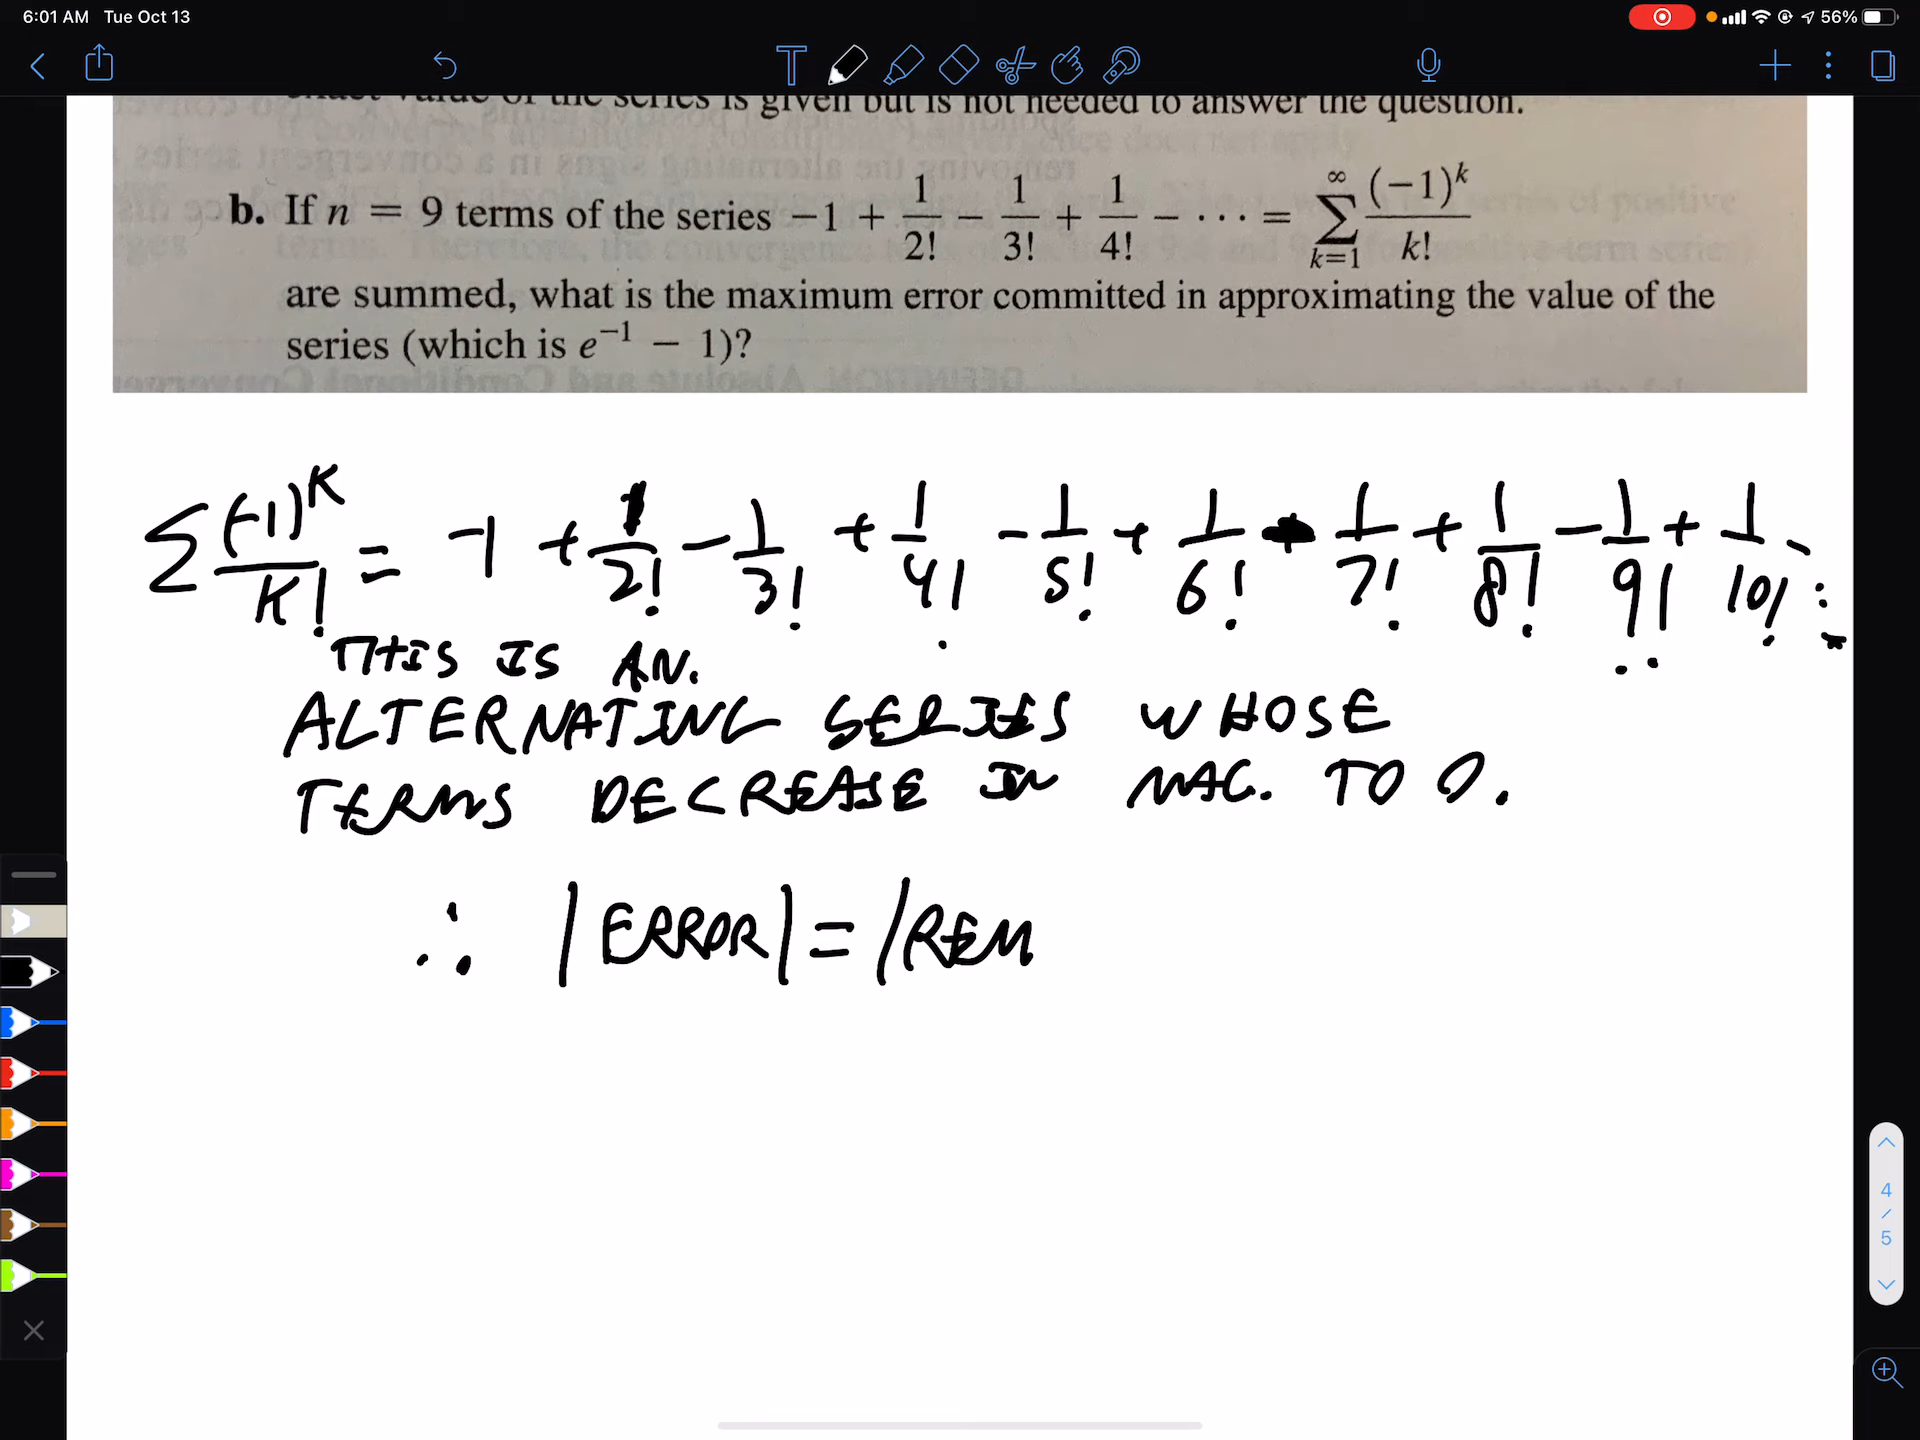 6:01 AM Tue Oct 13
56%
exact value of the series is given but is not needed to answer the question.
b. If n = 9 terms of the series −1 + 1/2! − 1/3! + 1/4! − ⋯ = ∑_{k=1}^{∞} (−1)^k/k!
are summed, what is the maximum error committed in approximating the value of the
series (which is e^{−1} − 1)?
∑ (-1)^K/K! = -1 + 1/2! - 1/3! + 1/4! - 1/5! + 1/6! - 1/7! + 1/8! - 1/9! + 1/10! - ...
THIS IS AN.
ALTERNATING SERIES WHOSE
TERMS DECREASE IN MAG. TO 0.
∴ |ERROR| = |REM
4
/
5